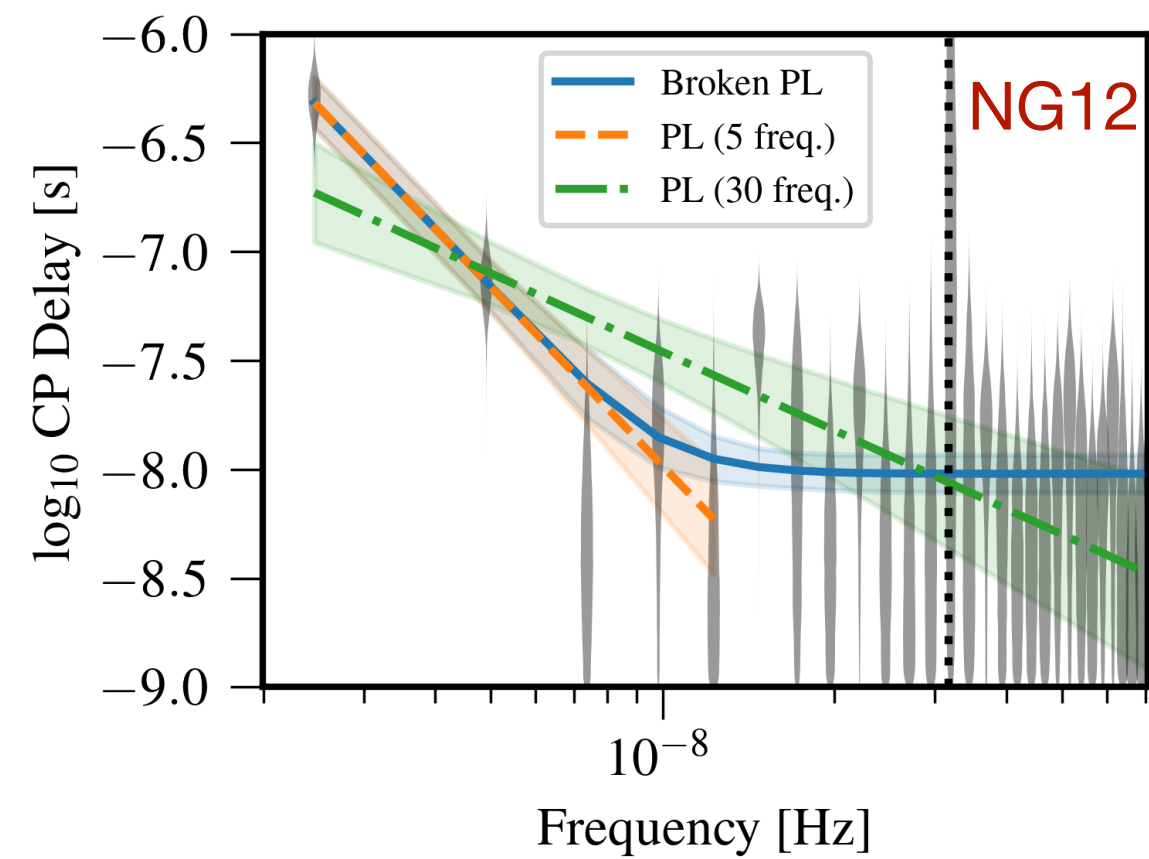 −6.0
−6.5
−7.0
−7.5
−8.0
−8.5
−9.0
log₁₀ CP Delay [s]
Broken PL
PL (5 freq.)
PL (30 freq.)
NG12
10⁻⁸
Frequency [Hz]